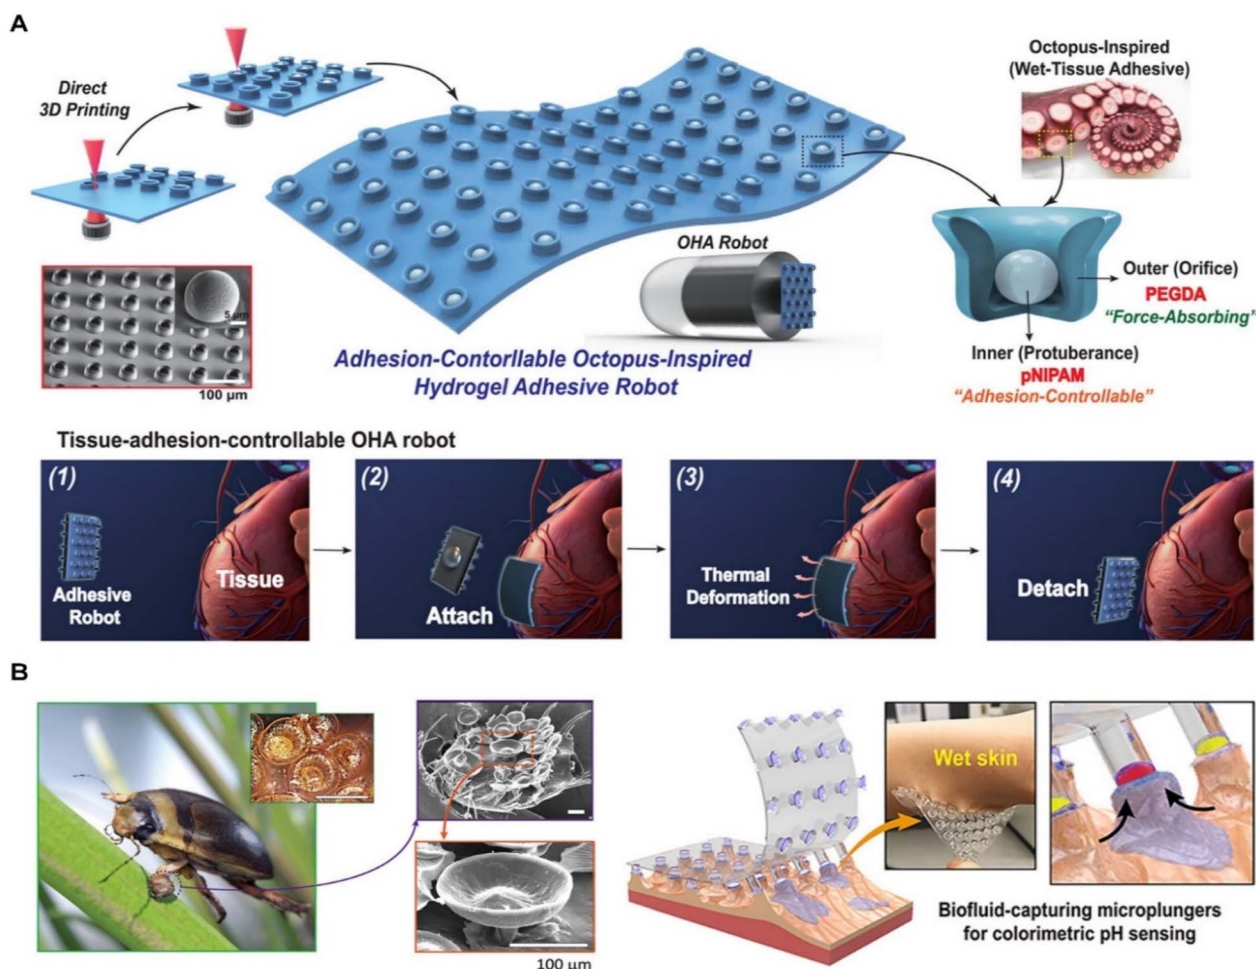 A
Direct
3D Printing
Octopus-Inspired
(Wet-Tissue Adhesive)
OHA Robot
Outer (Orifice)
PEGDA
“Force-Absorbing”
5 µm
100 µm
Adhesion-Contorllable Octopus-Inspired
Hydrogel Adhesive Robot
Inner (Protuberance)
pNIPAM
“Adhesion-Controllable”
Tissue-adhesion-controllable OHA robot
(1)
Adhesive
Robot
Tissue
(2)
Attach
(3)
Thermal
Deformation
(4)
Detach
B
Wet skin
100 µm
Biofluid-capturing microplungers
for colorimetric pH sensing